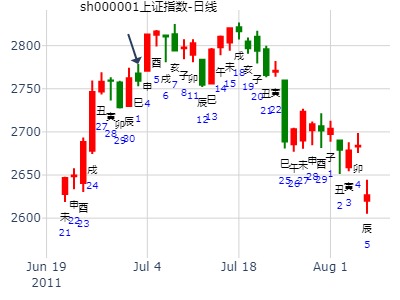 sh000001上证指数-日线
2800
2750
2700
2650
2600
未 21
午 22
酉 23
戌 24
丑 27
寅 28
卯 29
辰 30
巳 1
申 4
酉 5
戌 6
亥 7
子 8
丑 11
辰 12
巳 13
午 14
未 15
戌 18
亥 19
子 20
丑 21
寅 22
巳 25
午 26
未 27
申 28
酉 29
子 1
丑 2
寅 3
卯 4
辰 5
Jun 19
2011
Jul 4
Jul 18
Aug 1